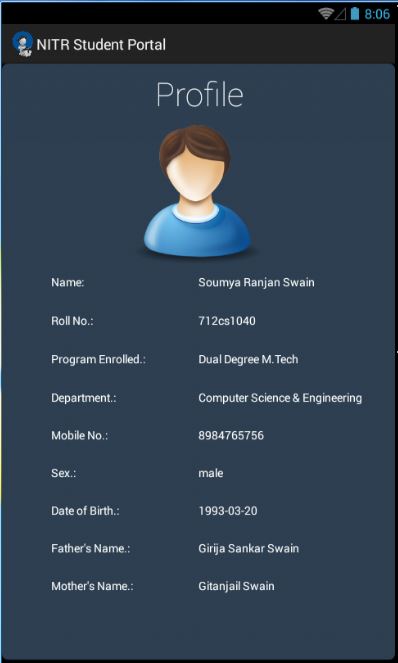 8:06
NITR Student Portal
Profile
Name: Soumya Ranjan Swain
Roll No.: 712cs1040
Program Enrolled.: Dual Degree M.Tech
Department.: Computer Science & Engineering
Mobile No.: 8984765756
Sex.: male
Date of Birth.: 1993-03-20
Father's Name.: Girija Sankar Swain
Mother's Name.: Gitanjail Swain